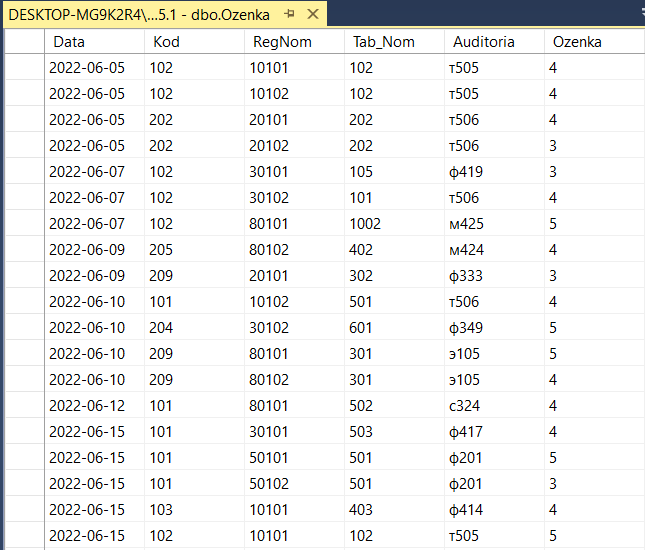 DESKTOP-MG9K2R4\...5.1 - dbo.Ozenka
Data Kod RegNom Tab_Nom Auditoria Ozenka
2022-06-05 102 10101 102 т505 4
2022-06-05 102 10102 102 т505 4
2022-06-05 202 20101 202 т506 4
2022-06-05 202 20102 202 т506 3
2022-06-07 102 30101 105 ф419 3
2022-06-07 102 30102 101 т506 4
2022-06-07 102 80101 1002 м425 5
2022-06-09 205 80102 402 м424 4
2022-06-09 209 20101 302 ф333 3
2022-06-10 101 10102 501 т506 4
2022-06-10 204 30102 601 ф349 5
2022-06-10 209 80101 301 э105 5
2022-06-10 209 80102 301 э105 4
2022-06-12 101 80101 502 с324 4
2022-06-15 101 30101 503 ф417 4
2022-06-15 101 50101 501 ф201 5
2022-06-15 101 50102 501 ф201 3
2022-06-15 103 10101 403 ф414 4
2022-06-15 102 10101 102 т505 5